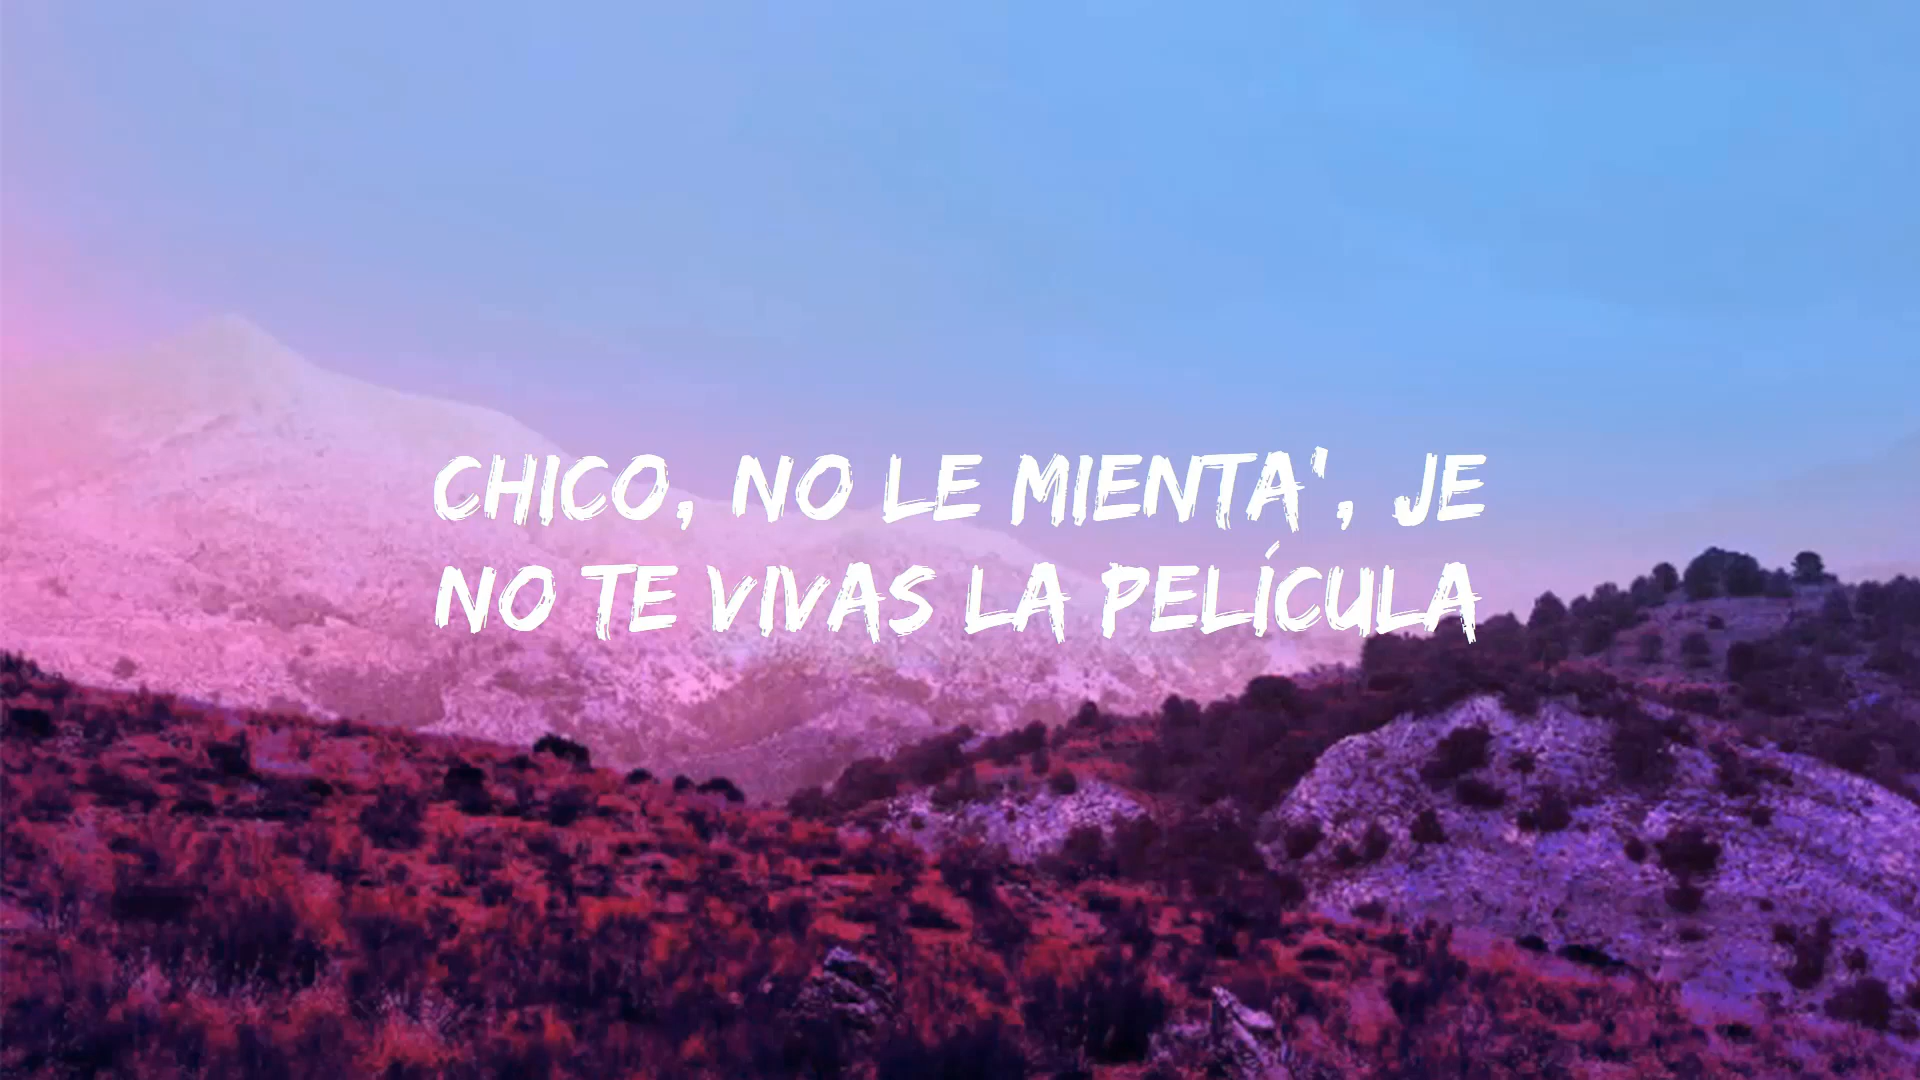 CHICO, NO LE MIENTA', JE
NO TE VIVAS LA PELÍCULA